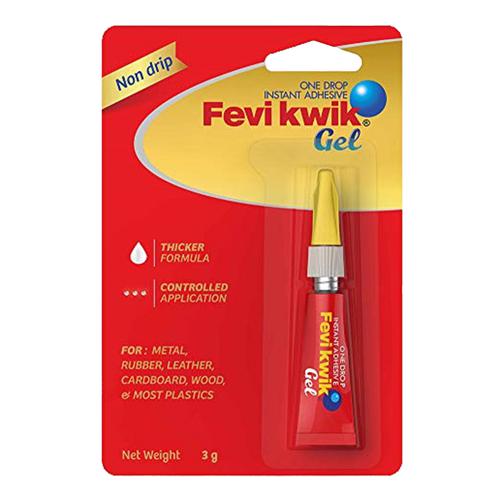 Non drip
ONE DROP
INSTANT ADHESIVE
Fevi kwik®
Gel
THICKER
FORMULA
CONTROLLED
APPLICATION
FOR: METAL,
RUBBER, LEATHER,
CARDBOARD, WOOD,
& MOST PLASTICS
Net Weight 3 g
ONE DROP
INSTANT ADHESIVE
Fevi kwik
Gel